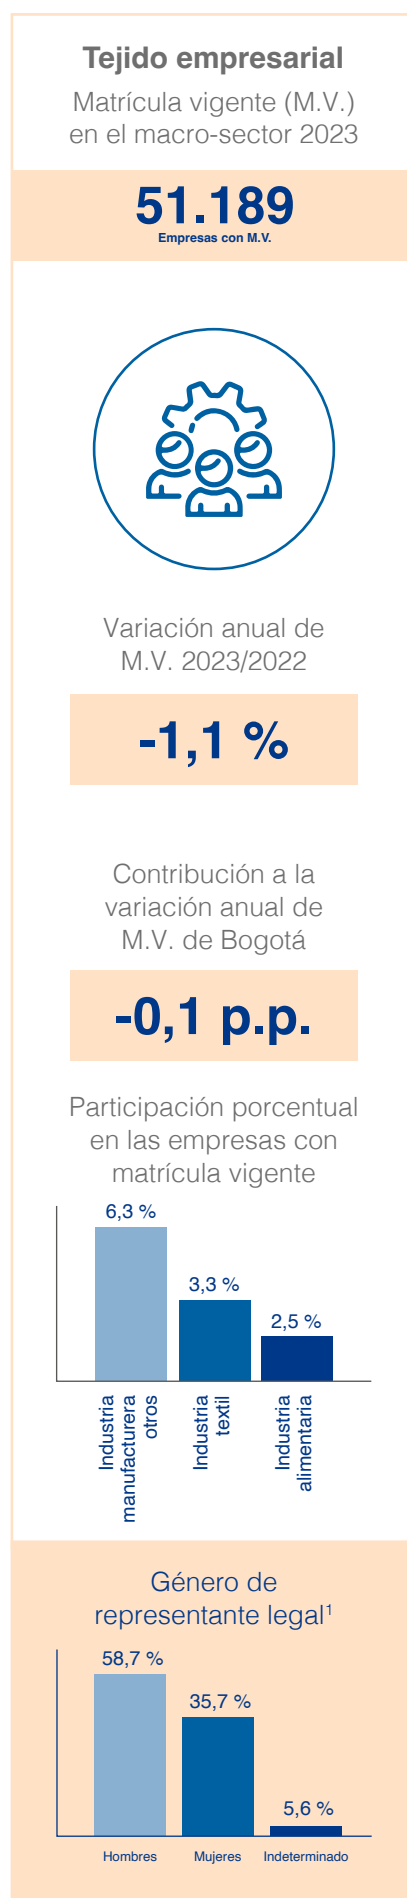 Tejido empresarial
Matrícula vigente (M.V.)
en el macro-sector 2023
51.189
Empresas con M.V.
Variación anual de
M.V. 2023/2022
-1,1 %
Contribución a la
variación anual de
M.V. de Bogotá
-0,1 p.p.
Participación porcentual
en las empresas con
matrícula vigente
6,3 %
3,3 %
2,5 %
Industria
manufacturera
otros
Industria
textil
Industria
alimentaria
Género de
representante legal¹
58,7 %
35,7 %
5,6 %
Hombres
Mujeres
Indeterminado